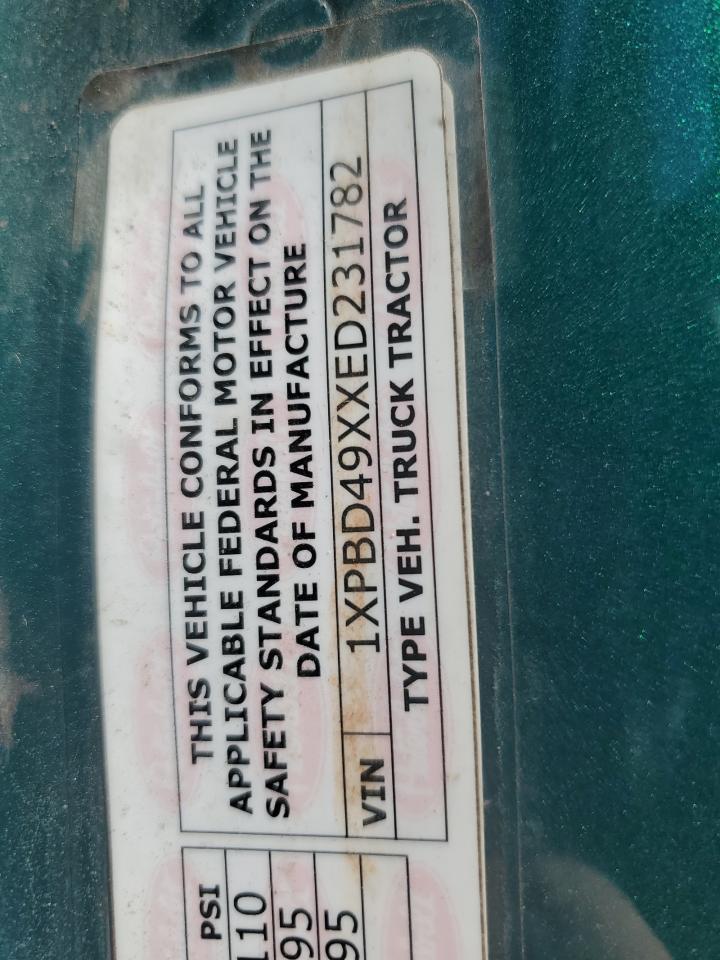 THIS VEHICLE CONFORMS TO ALL
APPLICABLE FEDERAL MOTOR VEHICLE
SAFETY STANDARDS IN EFFECT ON THE
DATE OF MANUFACTURE
VIN 1XPBD49XXED231782
TYPE VEH. TRUCK TRACTOR
PSI
110
95
95